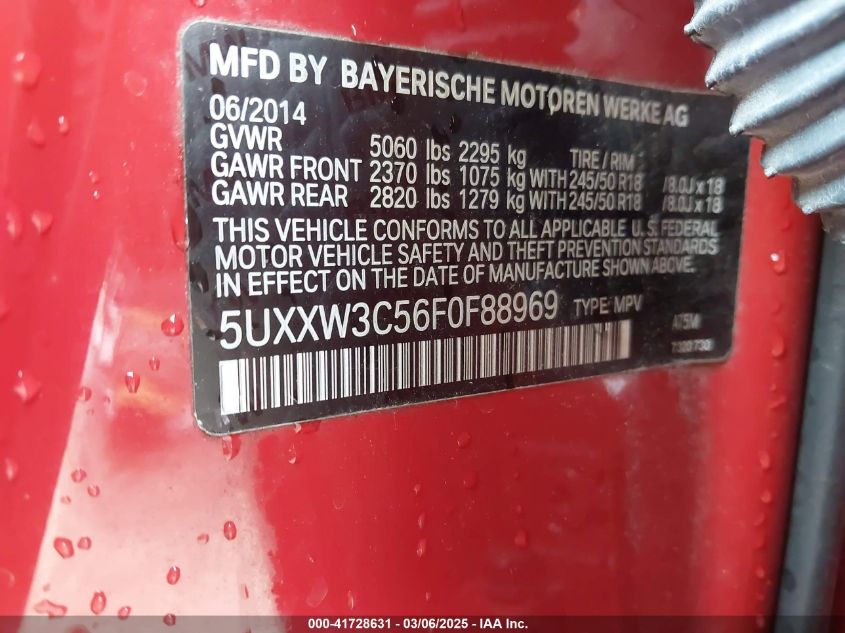 MFD BY BAYERISCHE MOTOREN WERKE AG
06/2014
GVWR 5060 lbs 2295 kg TIRE / RIM
GAWR FRONT 2370 lbs 1075 kg WITH 245/50 R18 /8.0J x 18
GAWR REAR 2820 lbs 1279 kg WITH 245/50 R18 /8.0J x 18
THIS VEHICLE CONFORMS TO ALL APPLICABLE U.S. FEDERAL
MOTOR VEHICLE SAFETY AND THEFT PREVENTION STANDARDS
IN EFFECT ON THE DATE OF MANUFACTURE SHOWN ABOVE.
5UXXW3C56F0F88969 TYPE: MPV
000-41728631 - 03/06/2025 - IAA Inc.